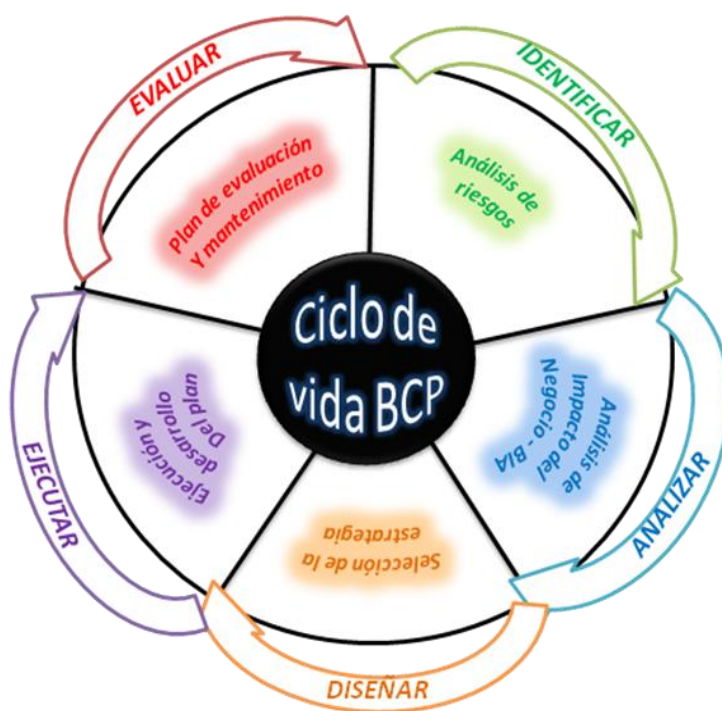 Ciclo de
vida BCP
IDENTIFICAR
Análisis de
riesgos
ANALIZAR
Análisis de
Impacto del
Negocio - BIA
DISEÑAR
Selección de la
estrategia
EJECUTAR
Ejecución y
desarrollo
Del plan
EVALUAR
Plan de evaluación
Y mantenimiento